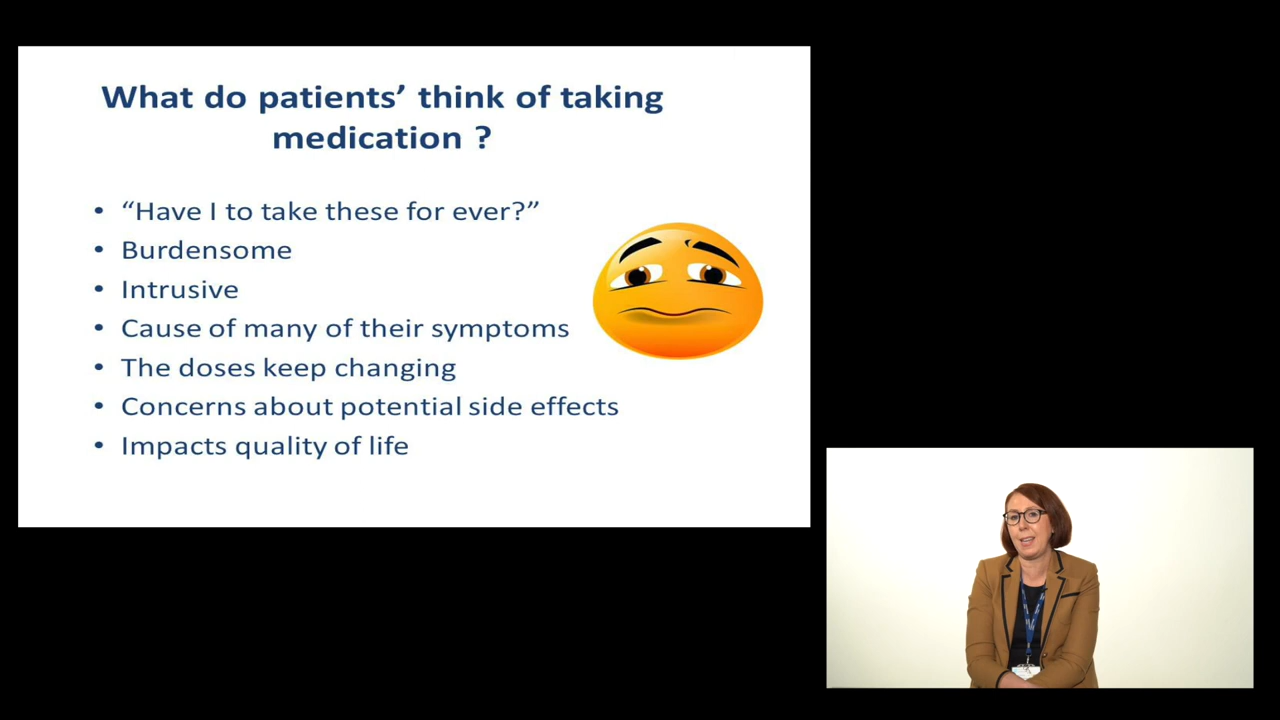 What do patients’ think of taking
medication ?
• “Have I to take these for ever?”
• Burdensome
• Intrusive
• Cause of many of their symptoms
• The doses keep changing
• Concerns about potential side effects
• Impacts quality of life